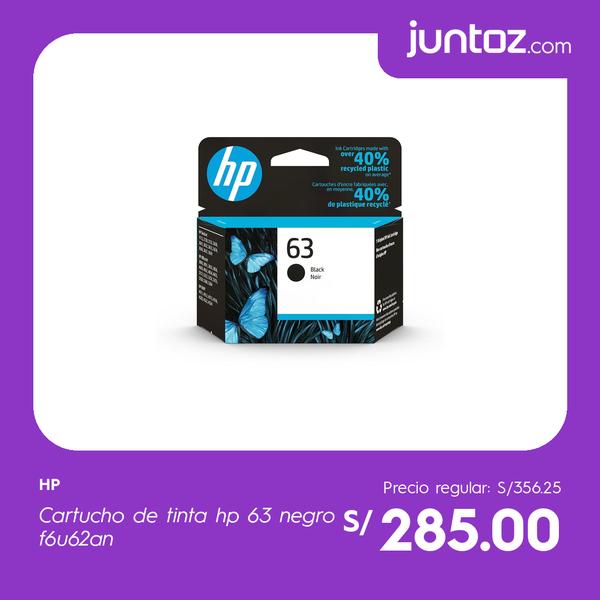 juntoz.com
hp
Ink Cartridges made with
over 40%
recycled plastic
on average*
Cartouches d'encre fabriquées avec,
en moyenne, 40%
de plastique recyclé*
63
Black
Noir
HP
Precio regular: S/356.25
Cartucho de tinta hp 63 negro
f6u62an
S/ 285.00